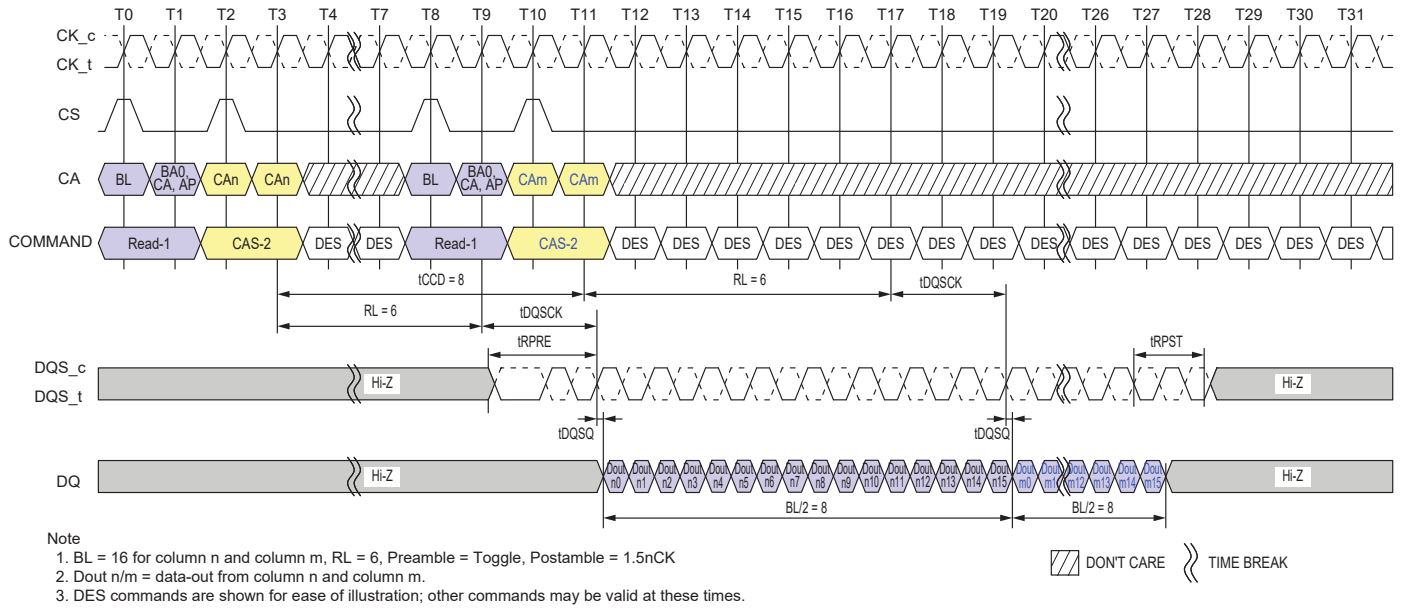 T0 T1 T2 T3 T4 T7 T8 T9 T10 T11 T12 T13 T14 T15 T16 T17 T18 T19 T20 T26 T27 T28 T29 T30 T31
CK_c
CK_t
CS
CA BL BA0, CA, AP CAn CAn BL BA0, CA, AP CAm CAm
COMMAND Read-1 CAS-2 DES DES Read-1 CAS-2 DES DES DES DES DES DES DES DES DES DES DES DES DES DES DES
tCCD = 8 RL = 6 tDQSCK
RL = 6 tDQSCK
tRPRE tRPST
DQS_c
DQS_t
Hi-Z Hi-Z
tDQSQ tDQSQ
DQ Hi-Z Dout n0 Dout n1 Dout n2 Dout n3 Dout n4 Dout n5 Dout n6 Dout n7 Dout n8 Dout n9 Dout n10 Dout n11 Dout n12 Dout n13 Dout n14 Dout n15 Dout m0 Dout m1 Dout m12 Dout m13 Dout m14 Dout m15 Hi-Z
BL/2 = 8 BL/2 = 8
Note
1. BL = 16 for column n and column m, RL = 6, Preamble = Toggle, Postamble = 1.5nCK
2. Dout n/m = data-out from column n and column m.
3. DES commands are shown for ease of illustration; other commands may be valid at these times.
DON'T CARE TIME BREAK